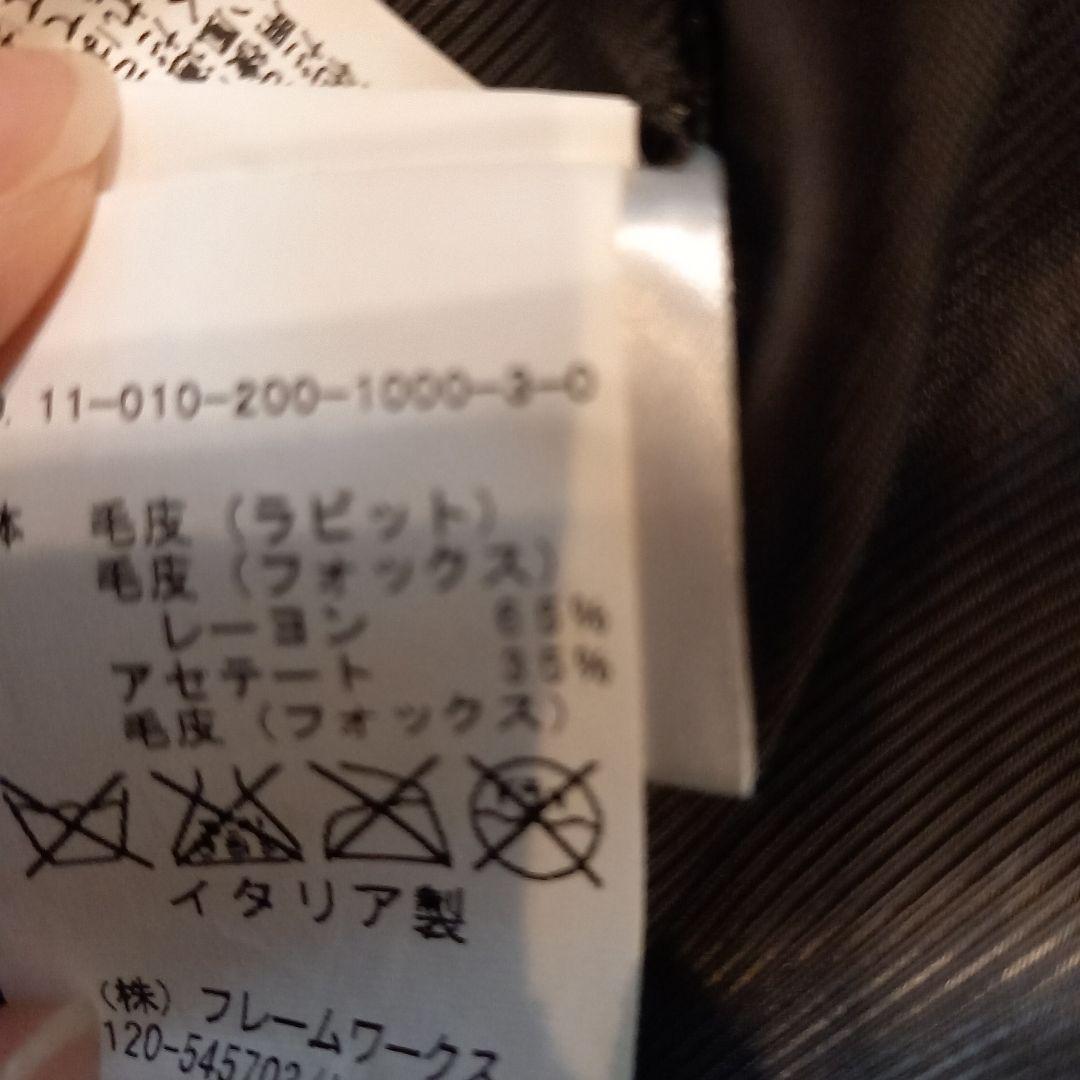 11-010-200-1000-3-0
体 毛皮（ラビット）
毛皮（フォックス）
レーヨン 65%
アセテート 35%
毛皮（フォックス）
イタリア製
（株）フレームワークス
120-545703